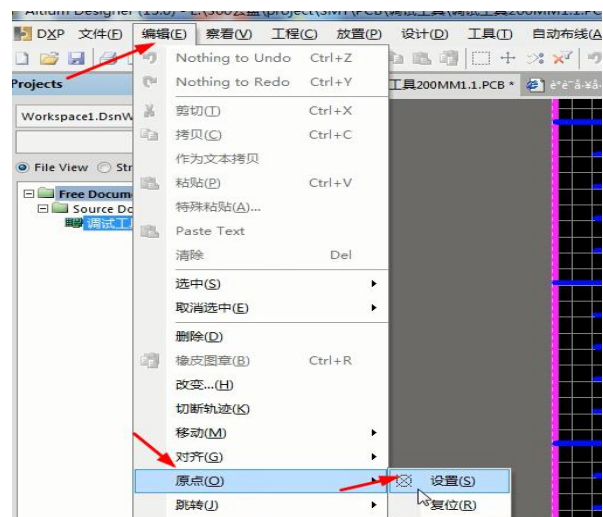 DXP 文件(F) 编辑(E) 察看(V) 工程(C) 放置(P) 设计(D) 工具(T) 自动布线(A
Nothing to Undo Ctrl+Z
Projects
Nothing to Redo Ctrl+Y
工具200MM1.1.PCB *
Workspace1.DsnW
剪切(T) Ctrl+X
拷贝(C) Ctrl+C
File View
作为文本拷贝
粘贴(P) Ctrl+V
Free Docum
特殊粘贴(A)...
Source Do
调试工
Paste Text
清除 Del
选中(S)
取消选中(E)
删除(D)
橡皮图章(B) Ctrl+R
改变...(H)
切断轨迹(K)
移动(M)
对齐(G)
原点(O) 设置(S)
跳转(J) 复位(R)